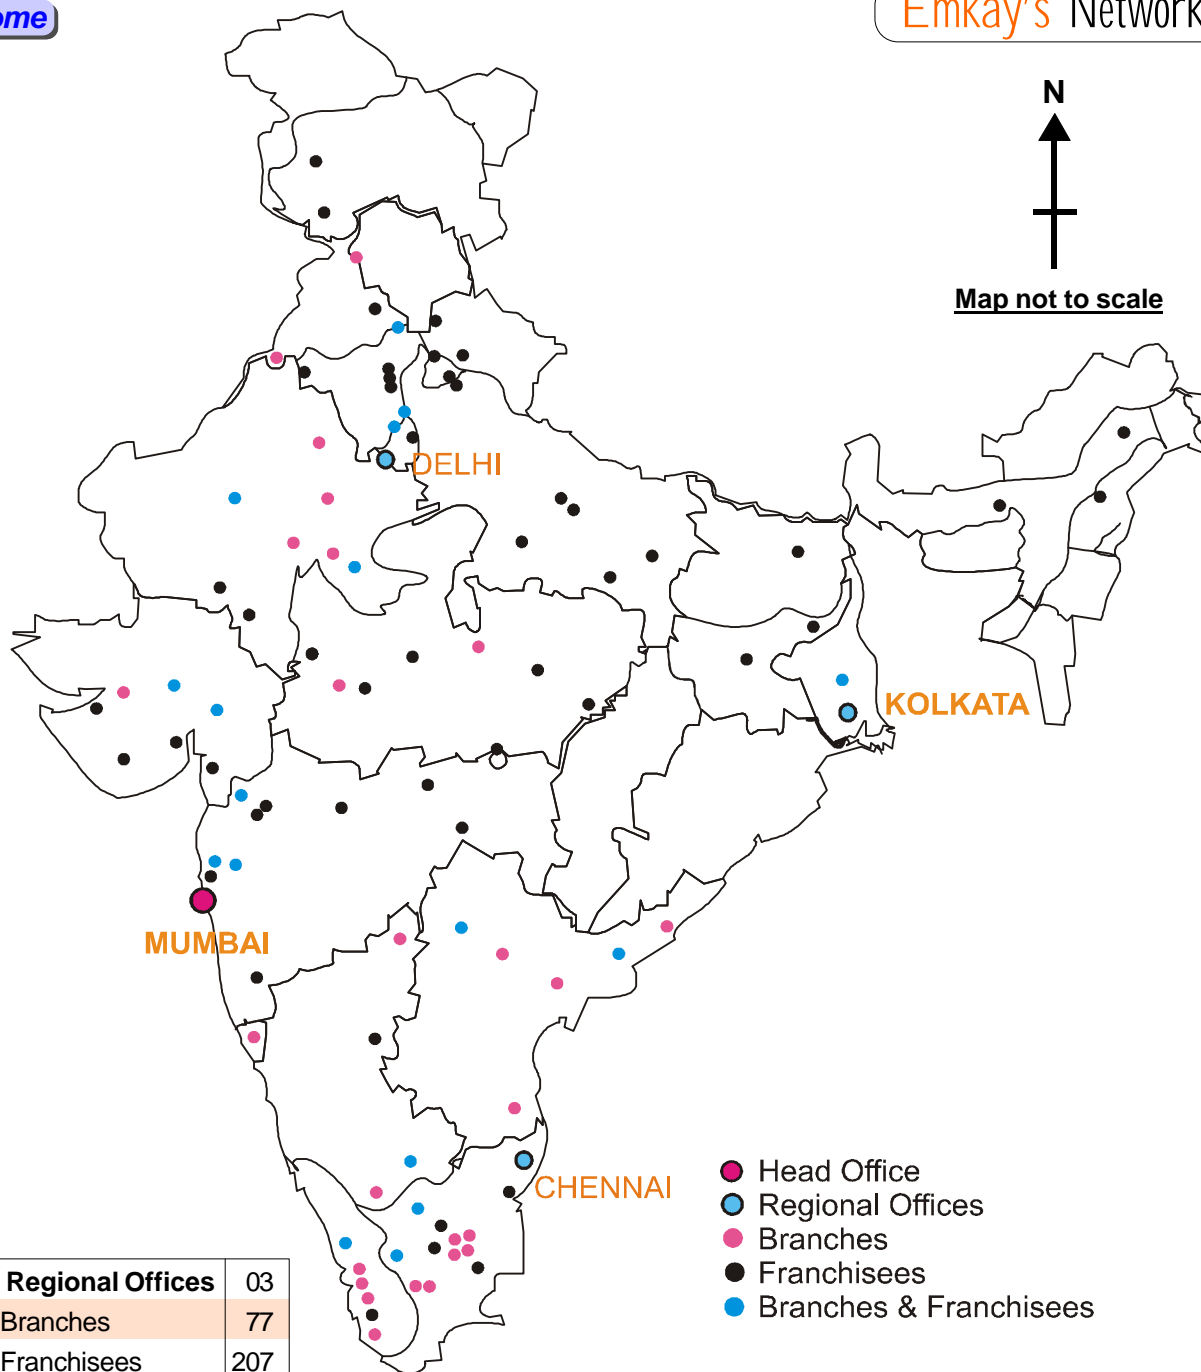 ome
Emkay's Network
N
Map not to scale
DELHI
KOLKATA
MUMBAI
CHENNAI
Head Office
Regional Offices
Branches
Franchisees
Branches & Franchisees
Regional Offices 03
Branches 77
Franchisees 207